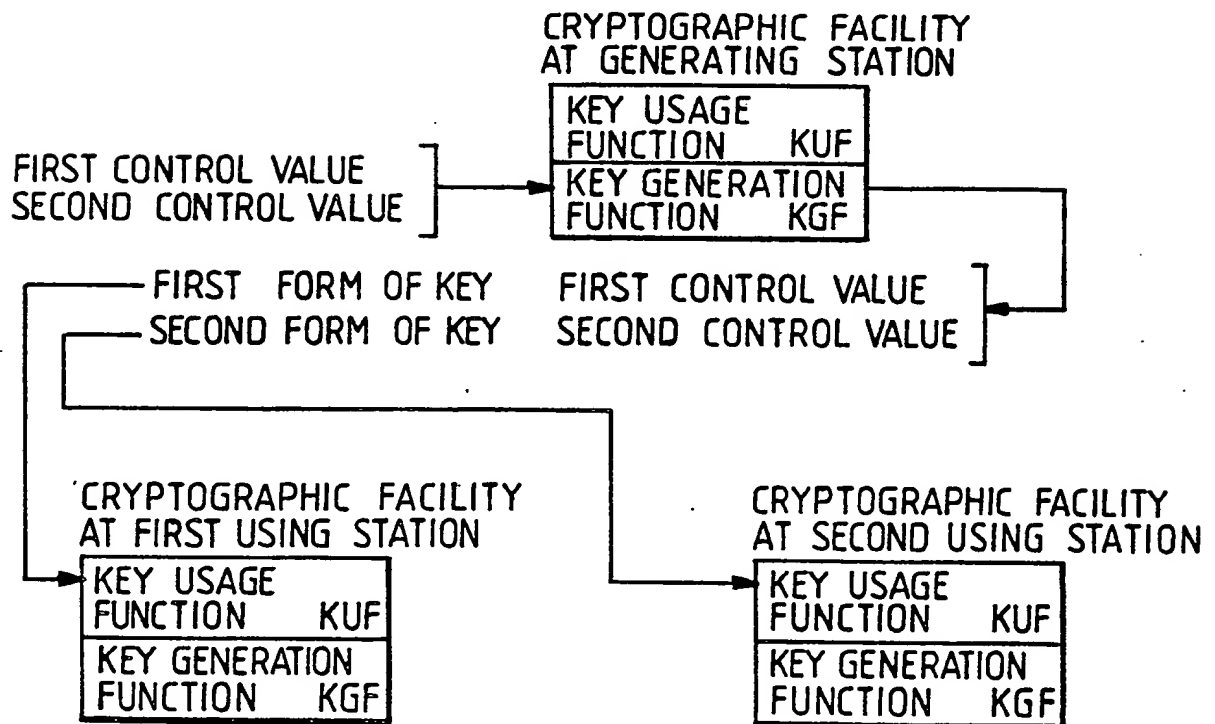 CRYPTOGRAPHIC FACILITY
AT GENERATING STATION
KEY USAGE
FUNCTION KUF
FIRST CONTROL VALUE
SECOND CONTROL VALUE
KEY GENERATION
FUNCTION KGF
FIRST FORM OF KEY FIRST CONTROL VALUE
SECOND FORM OF KEY SECOND CONTROL VALUE
CRYPTOGRAPHIC FACILITY
AT FIRST USING STATION
KEY USAGE
FUNCTION KUF
KEY GENERATION
FUNCTION KGF
CRYPTOGRAPHIC FACILITY
AT SECOND USING STATION
KEY USAGE
FUNCTION KUF
KEY GENERATION
FUNCTION KGF